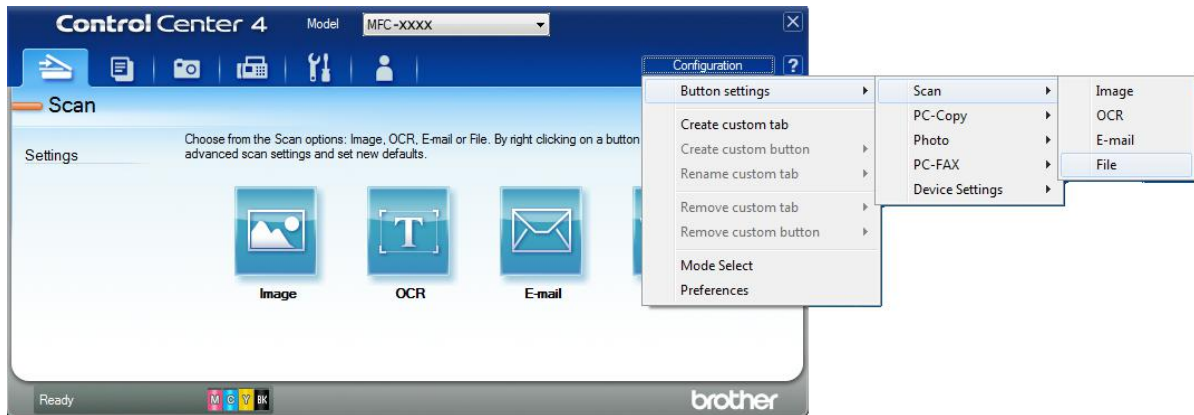 Control Center 4 Model MFC-XXXX
Configuration ?
Scan
Settings
Choose from the Scan options: Image, OCR, E-mail or File. By right clicking on a button
advanced scan settings and set new defaults.
T
Image OCR E-mail
Button settings
Create custom tab
Create custom button
Rename custom tab
Remove custom tab
Remove custom button
Mode Select
Preferences
Scan
PC-Copy
Photo
PC-FAX
Device Settings
Image
OCR
E-mail
File
Ready M C Y BK brother